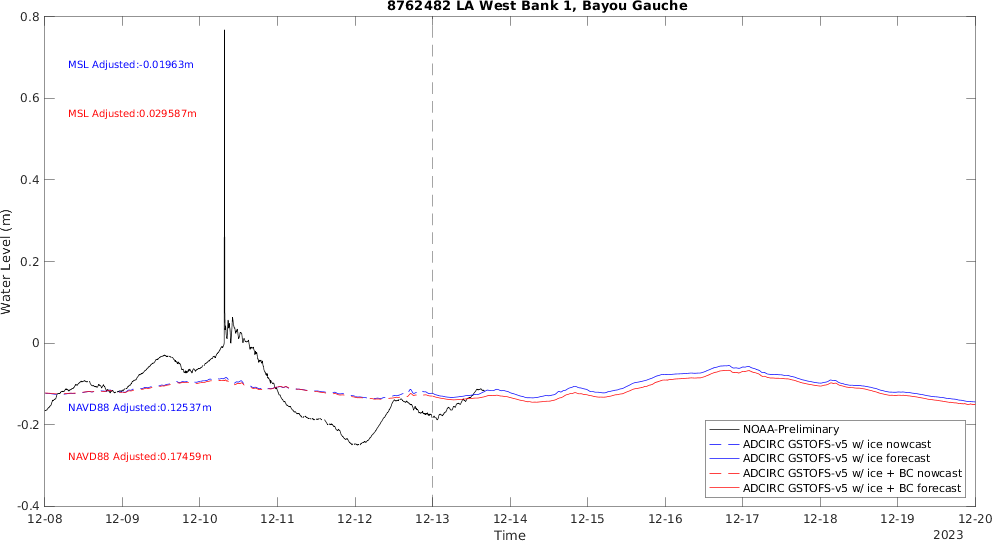 8762482 LA West Bank 1, Bayou Gauche
0.8
0.6
0.4
0.2
0
-0.2
-0.4
Water Level (m)
MSL Adjusted:-0.01963m
MSL Adjusted:0.029587m
NAVD88 Adjusted:0.12537m
NAVD88 Adjusted:0.17459m
NOAA-Preliminary
ADCIRC GSTOFS-v5 w/ ice nowcast
ADCIRC GSTOFS-v5 w/ ice forecast
ADCIRC GSTOFS-v5 w/ ice + BC nowcast
ADCIRC GSTOFS-v5 w/ ice + BC forecast
12-08 12-09 12-10 12-11 12-12 12-13 12-14 12-15 12-16 12-17 12-18 12-19 12-20
Time
2023